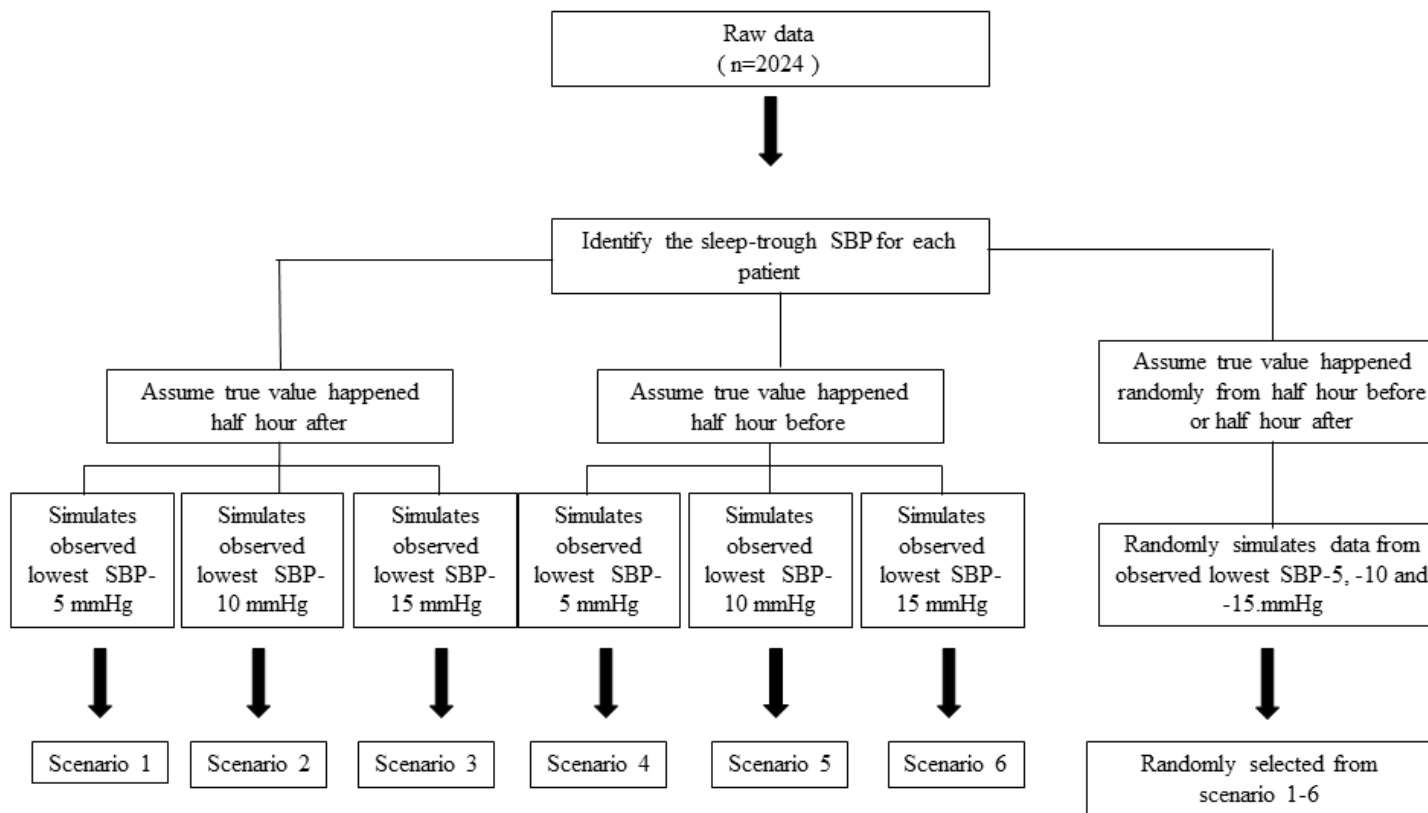 Raw data
( n=2024 )
Identify the sleep-trough SBP for each
patient
Assume true value happened
half hour after
Assume true value happened
half hour before
Assume true value happened
randomly from half hour before
or half hour after
Simulates
observed
lowest SBP-
5 mmHg
Simulates
observed
lowest SBP-
10 mmHg
Simulates
observed
lowest SBP-
15 mmHg
Simulates
observed
lowest SBP-
5 mmHg
Simulates
observed
lowest SBP-
10 mmHg
Simulates
observed
lowest SBP-
15 mmHg
Randomly simulates data from
observed lowest SBP-5, -10 and
-15.mmHg
Scenario 1
Scenario 2
Scenario 3
Scenario 4
Scenario 5
Scenario 6
Randomly selected from
scenario 1-6